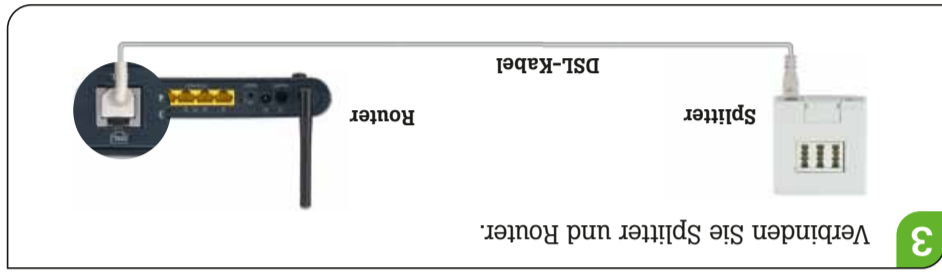 3
Verbinden Sie Splitter und Router.
Splitter
Router
DSL-Kabel